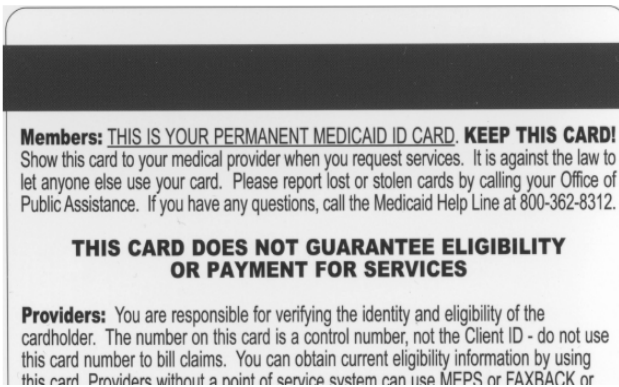 Members: THIS IS YOUR PERMANENT MEDICAID ID CARD. KEEP THIS CARD!
Show this card to your medical provider when you request services. It is against the law to
let anyone else use your card. Please report lost or stolen cards by calling your Office of
Public Assistance. If you have any questions, call the Medicaid Help Line at 800-362-8312.
THIS CARD DOES NOT GUARANTEE ELIGIBILITY
OR PAYMENT FOR SERVICES
Providers: You are responsible for verifying the identity and eligibility of the
cardholder. The number on this card is a control number, not the Client ID - do not use
this card number to bill claims. You can obtain current eligibility information by using
this card. Providers without a point of service system can use MEPS or FAXBACK or